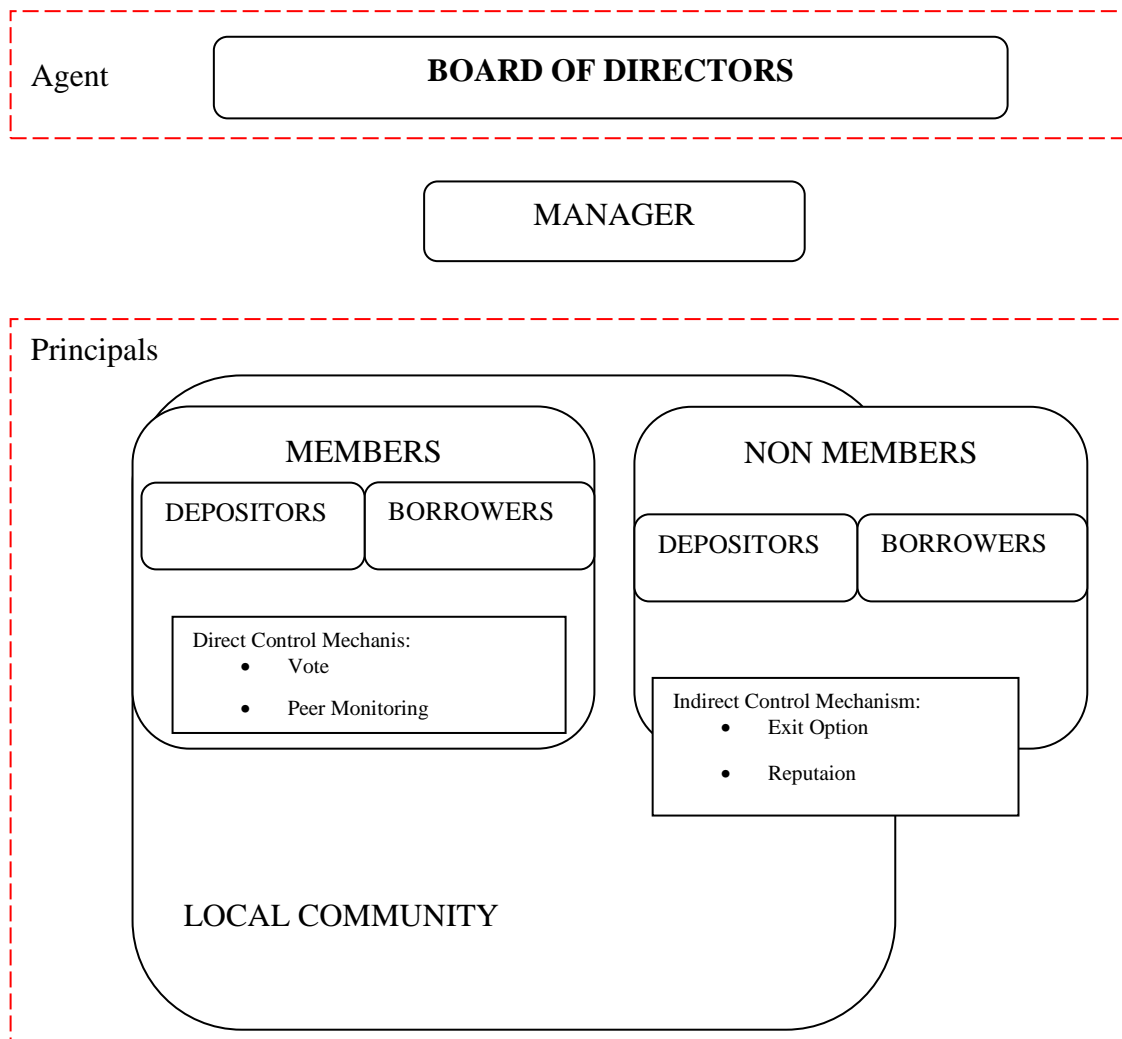 Agent
BOARD OF DIRECTORS
MANAGER
Principals
MEMBERS
DEPOSITORS
BORROWERS
Direct Control Mechanis:
• Vote
• Peer Monitoring
NON MEMBERS
DEPOSITORS
BORROWERS
Indirect Control Mechanism:
• Exit Option
• Reputaion
LOCAL COMMUNITY